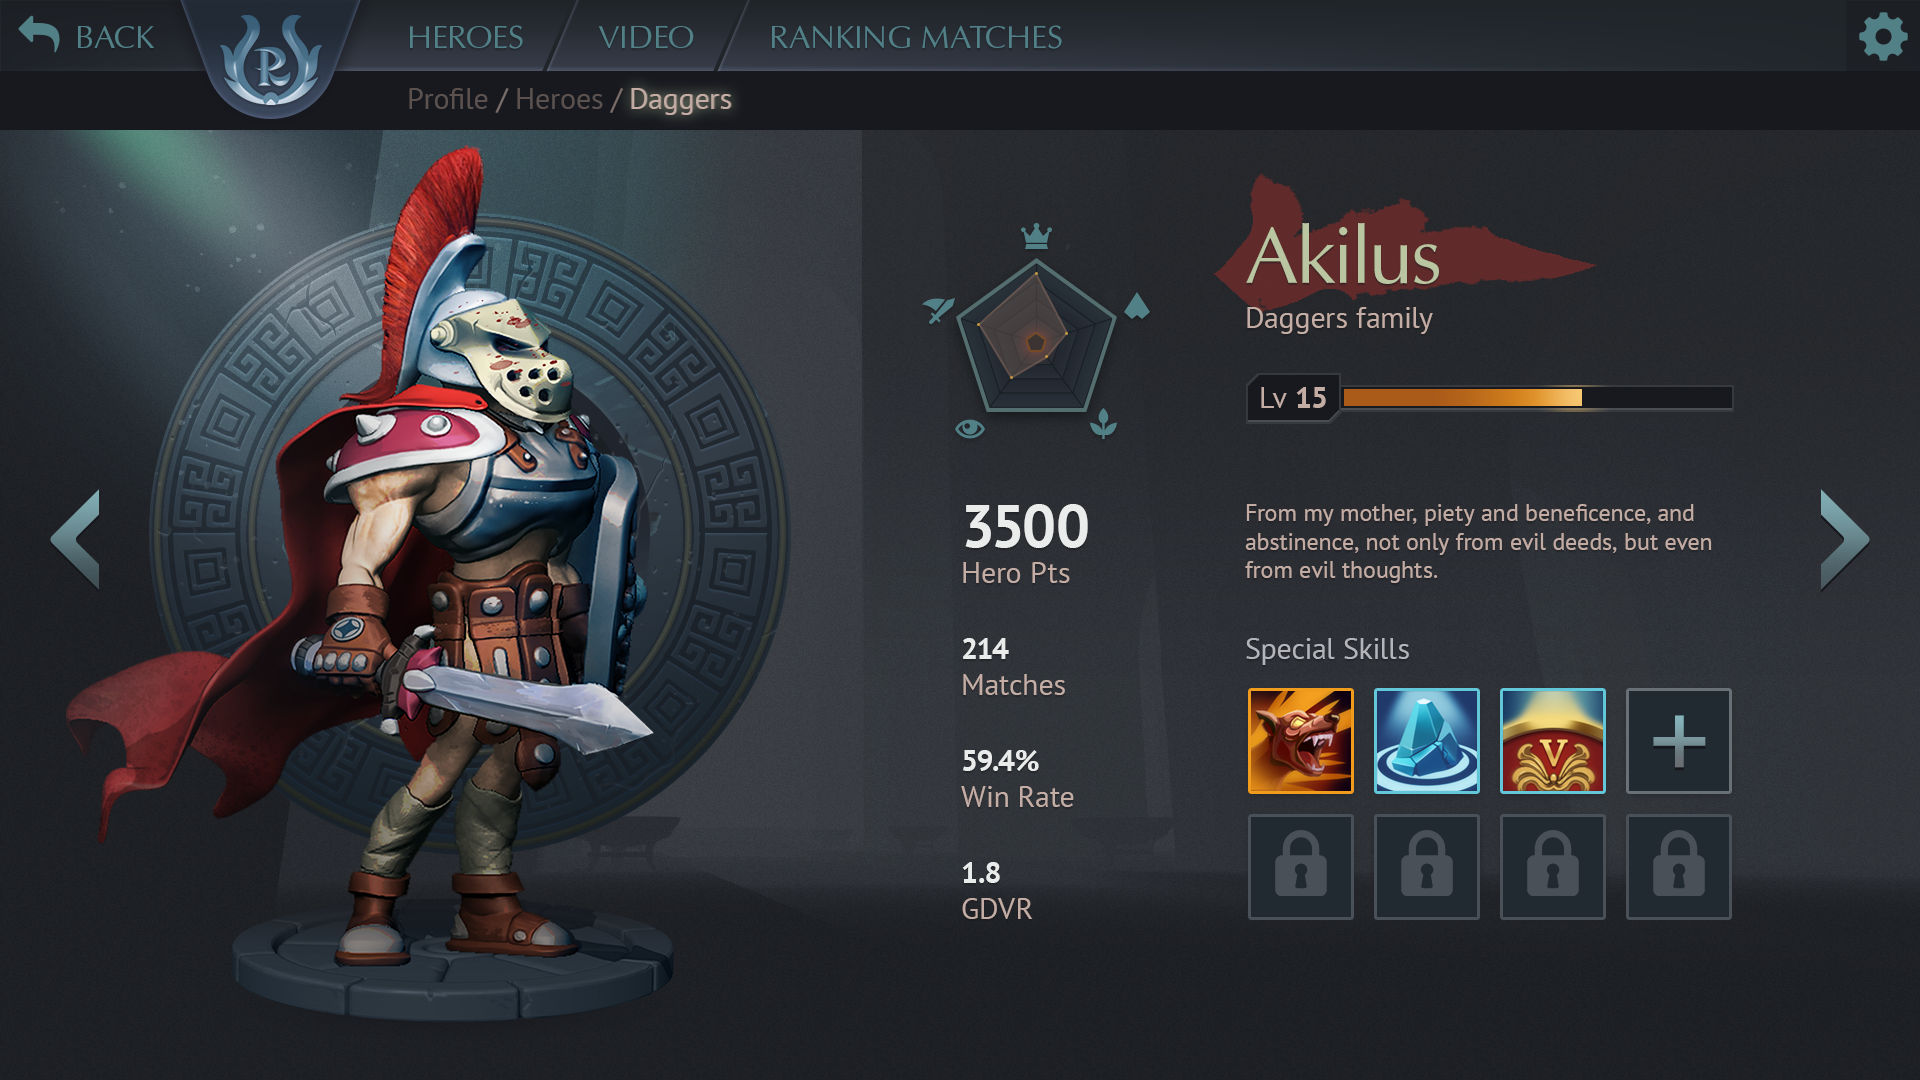 BACK
R
HEROES
VIDEO
RANKING MATCHES
Profile / Heroes / Daggers
Akilus
Daggers family
Lv 15
3500
Hero Pts
214
Matches
59.4%
Win Rate
1.8
GDVR
From my mother, piety and beneficence, and
abstinence, not only from evil deeds, but even
from evil thoughts.
Special Skills
V